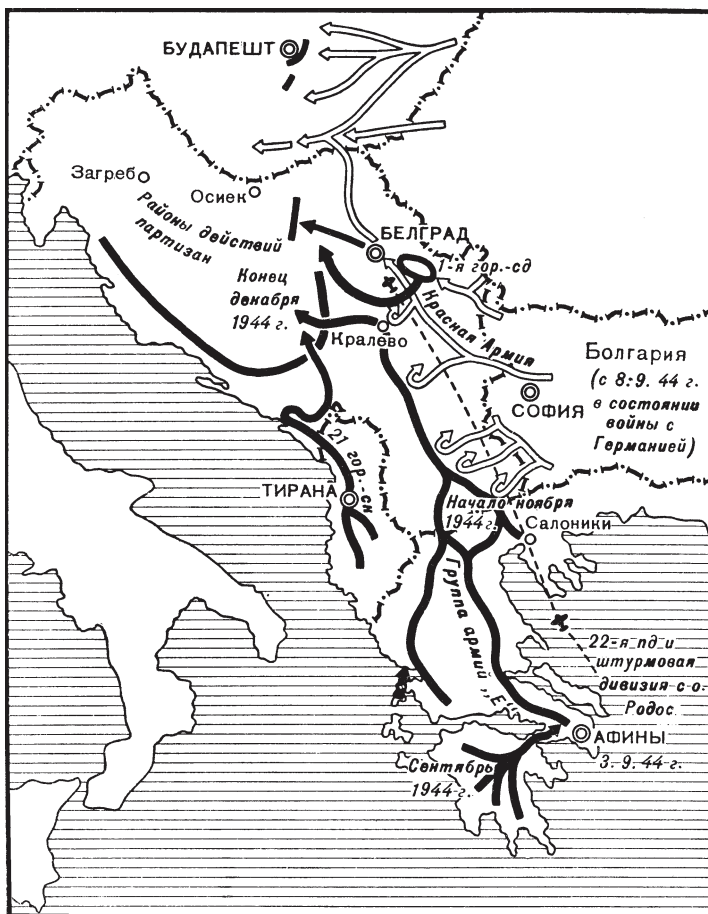 БУДАПЕШТ
Загреб
Осиек
Районы действий
партизан
БЕЛГРАД
1-я гор.-сд
Конец
декабря
1944 г.
Красная Армия
Кралево
Болгария
(с 8.9. 44 г.
в состоянии
войны с
Германией)
СОФИЯ
21 гор.-ск
ТИРАНА
Начало ноября
1944 г.
Салоники
Группа армий „Е“
22-я пд и
штурмовая
дивизия с о.
Родос
АФИНЫ
3. 9. 44 г.
Сентябрь
1944 г.